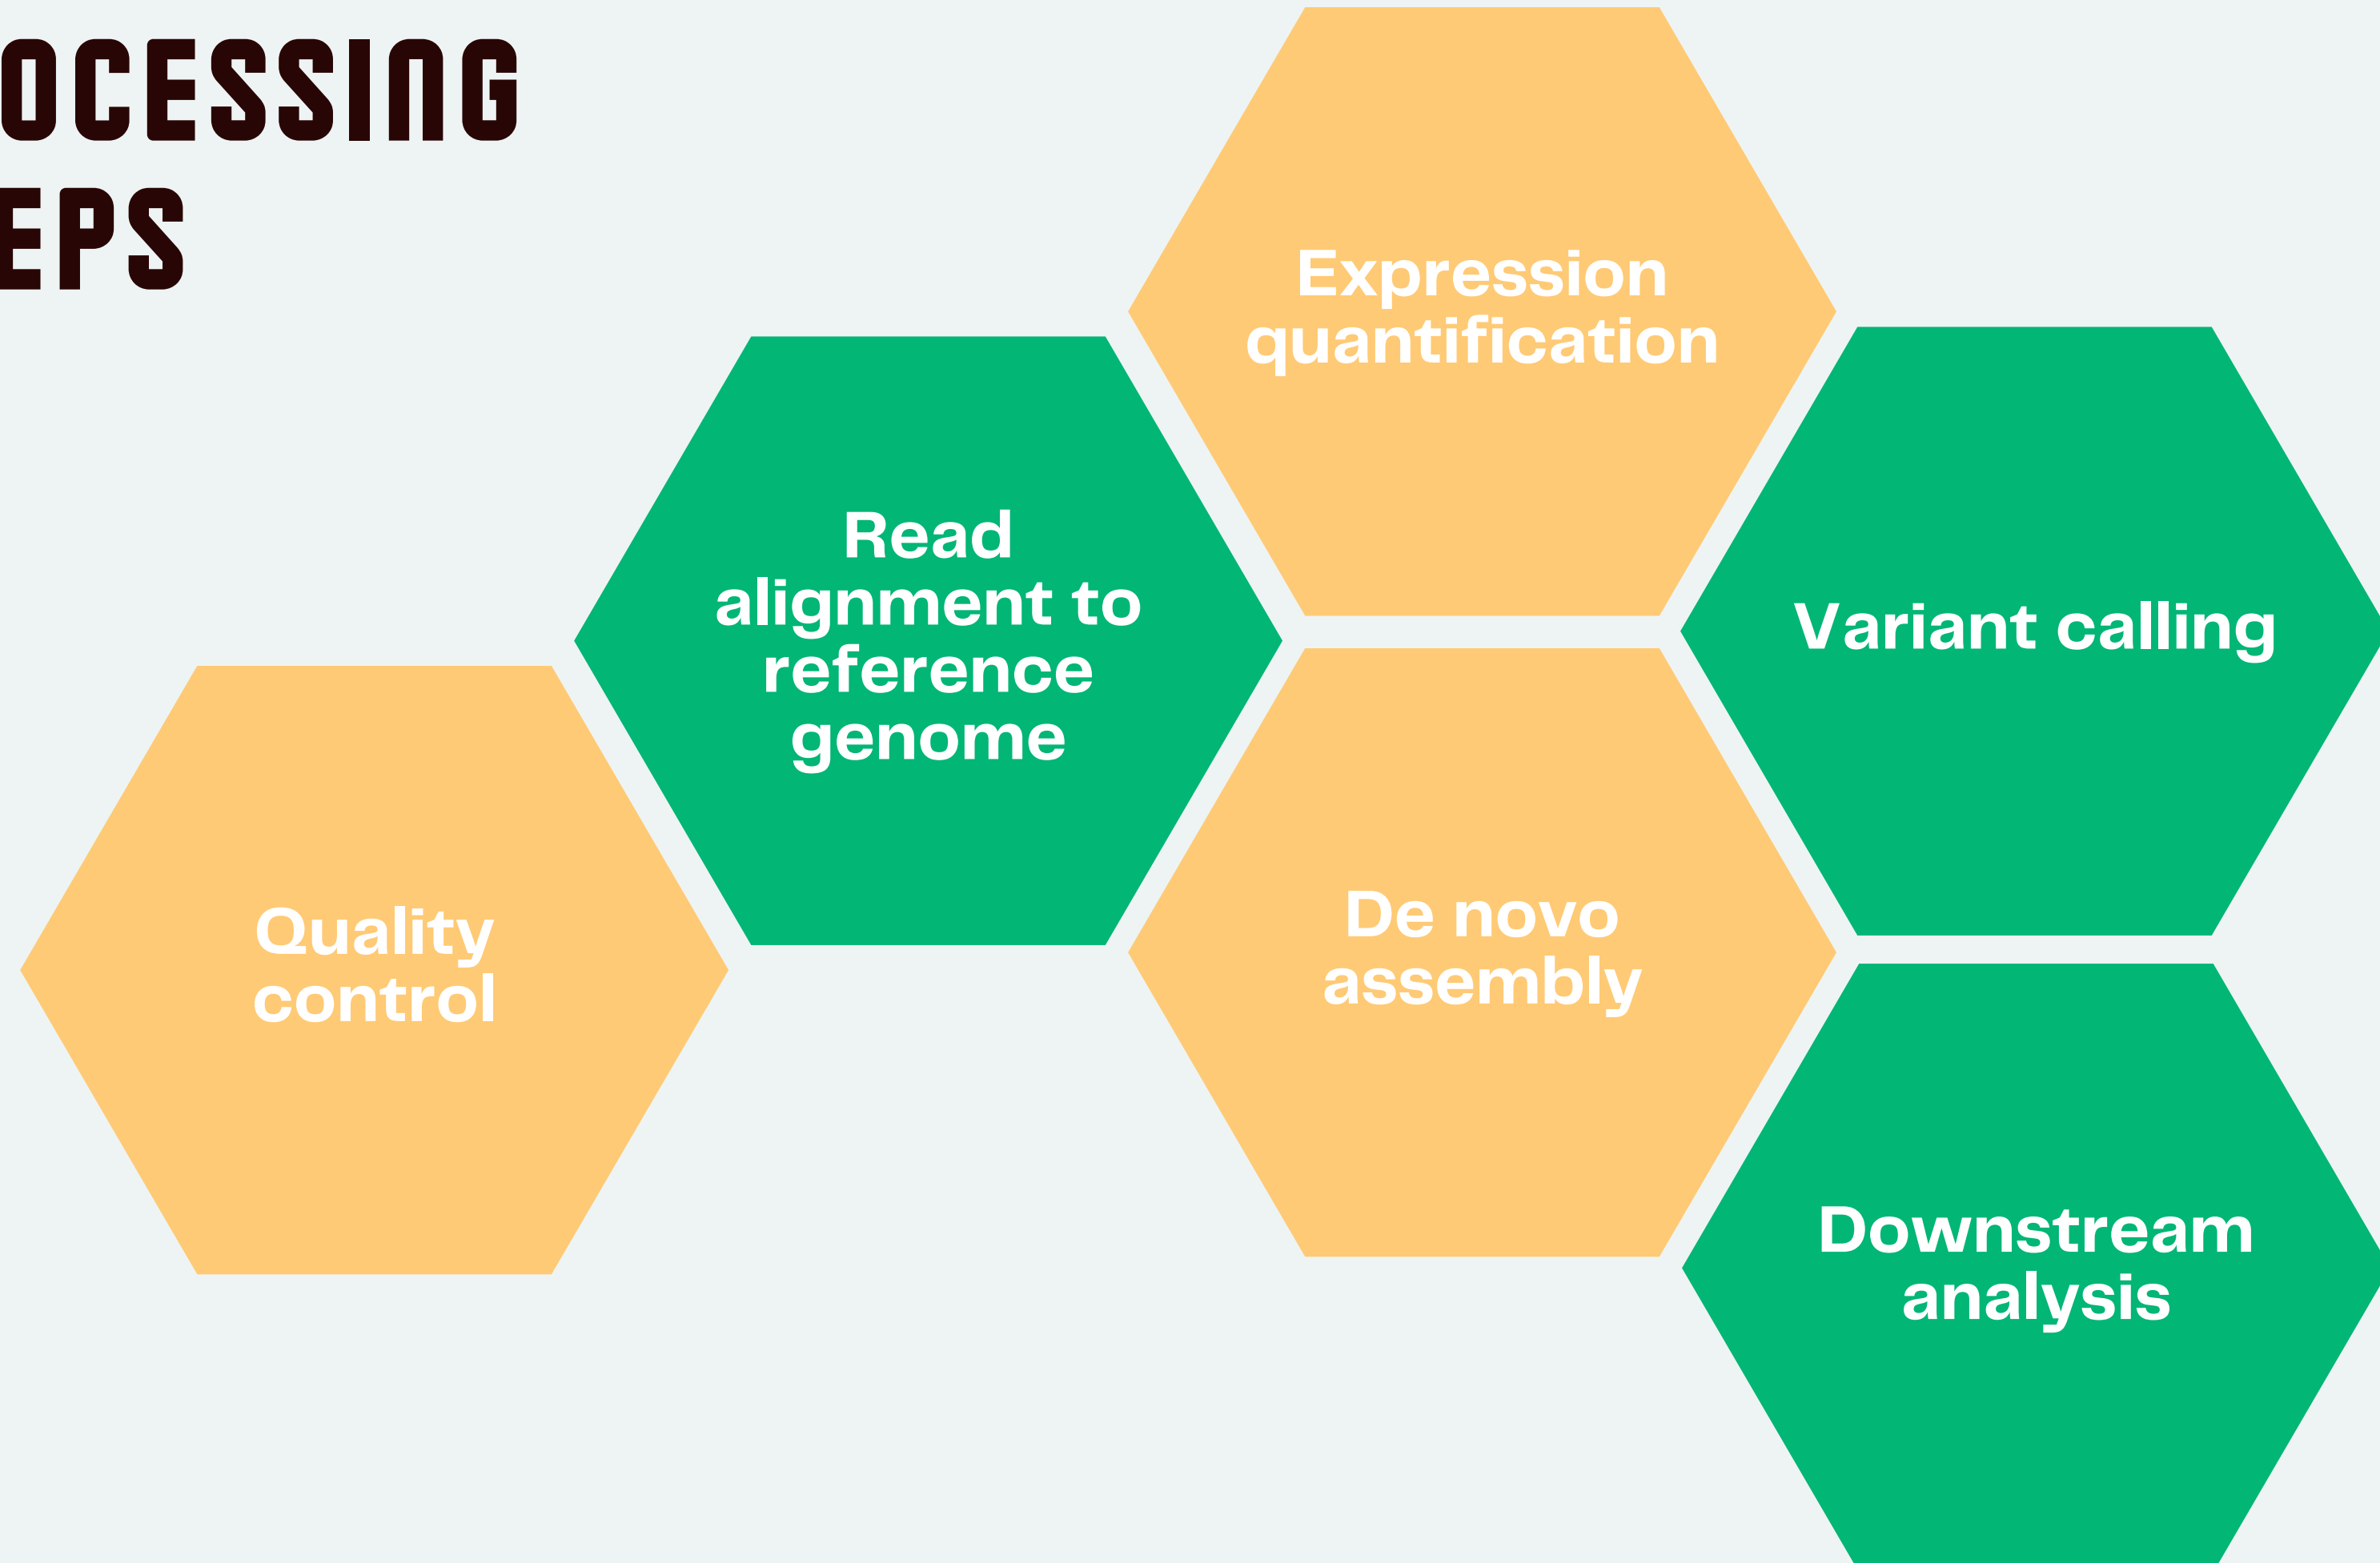 OCESSING
EPS
Expression
quantification
Read
alignment to
reference
genome
Variant calling
Quality
control
De novo
assembly
Downstream
analysis